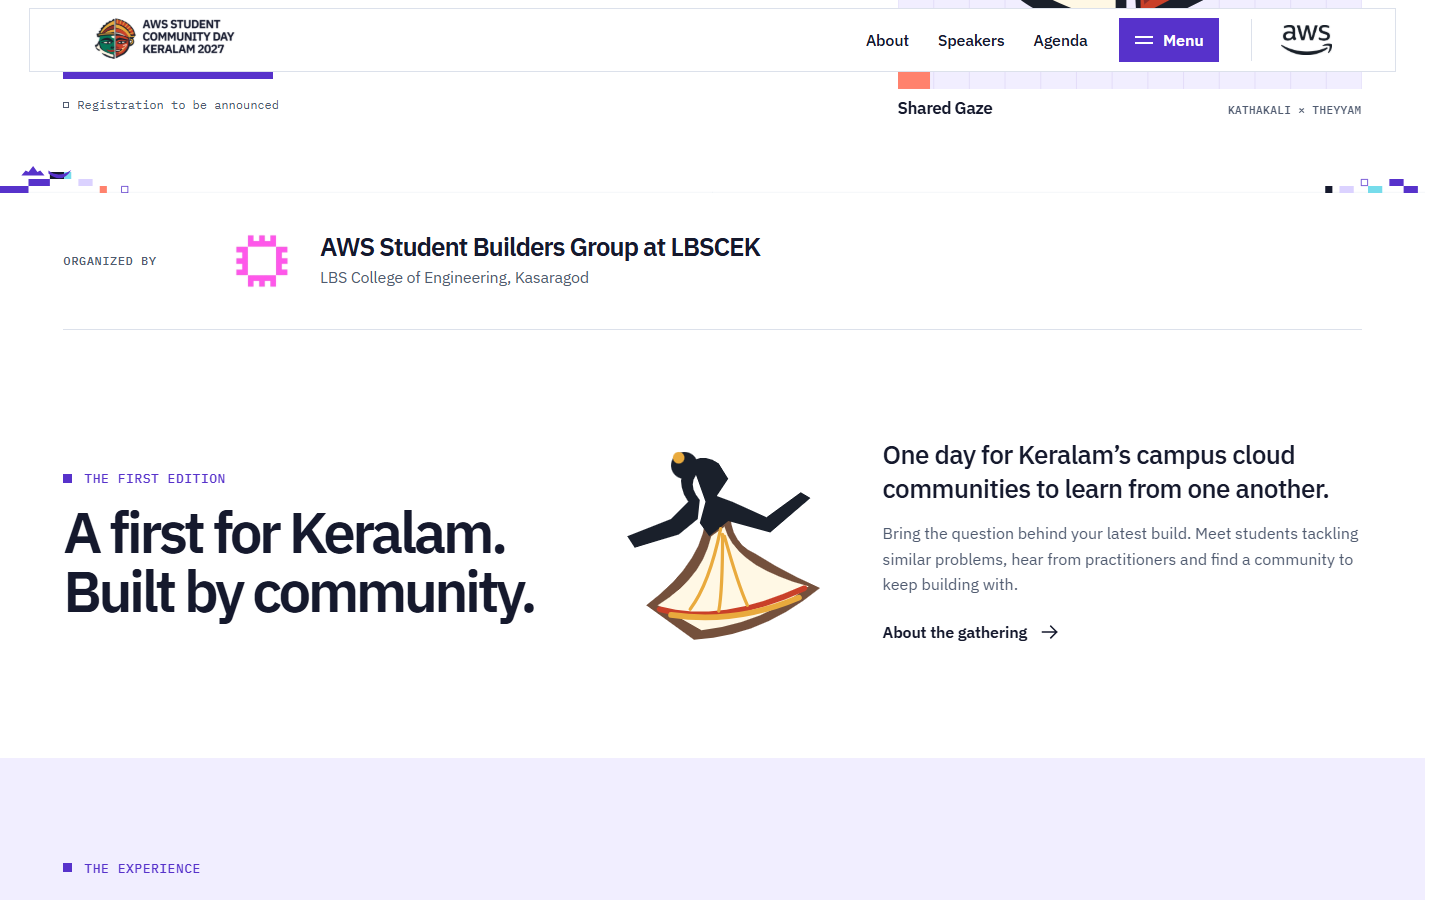 AWS STUDENT
COMMUNITY DAY
KERALAM 2027
About
Speakers
Agenda
Menu
aws
Registration to be announced
Shared Gaze
KATHAKALI × THEYYAM
ORGANIZED BY
AWS Student Builders Group at LBSCEK
LBS College of Engineering, Kasaragod
THE FIRST EDITION
A first for Keralam.
Built by community.
One day for Keralam’s campus cloud
communities to learn from one another.
Bring the question behind your latest build. Meet students tackling
similar problems, hear from practitioners and find a community to
keep building with.
About the gathering
THE EXPERIENCE